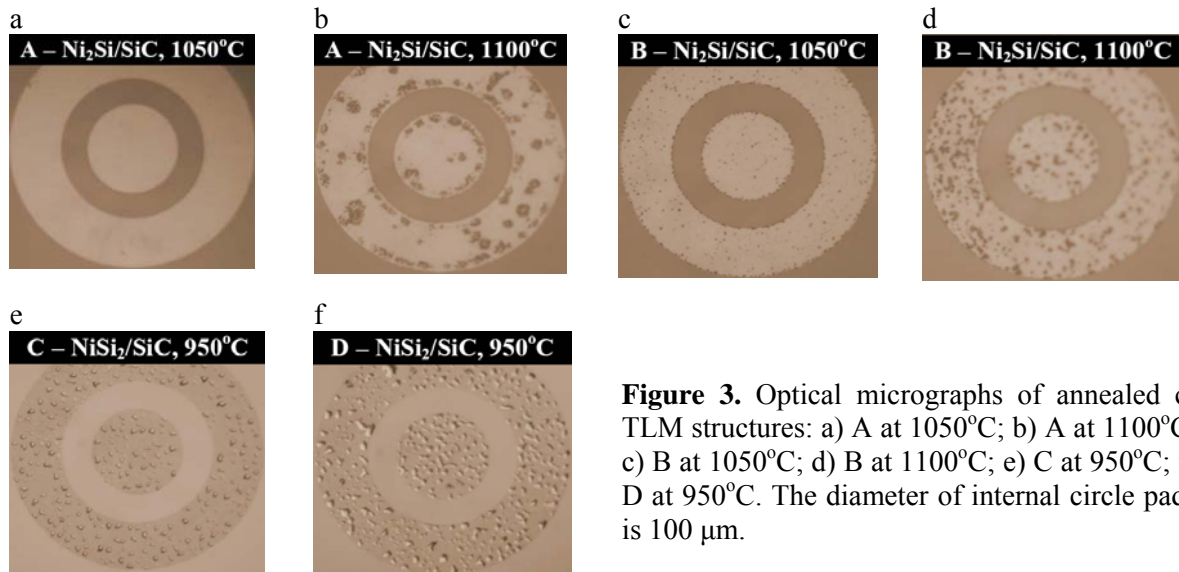 a
A – Ni₂Si/SiC, 1050°C
b
A – Ni₂Si/SiC, 1100°C
c
B – Ni₂Si/SiC, 1050°C
d
B – Ni₂Si/SiC, 1100°C
e
C – NiSi₂/SiC, 950°C
f
D – NiSi₂/SiC, 950°C
Figure 3. Optical micrographs of annealed c
TLM structures: a) A at 1050°C; b) A at 1100°C
c) B at 1050°C; d) B at 1100°C; e) C at 950°C;
D at 950°C. The diameter of internal circle pad
is 100 μm.